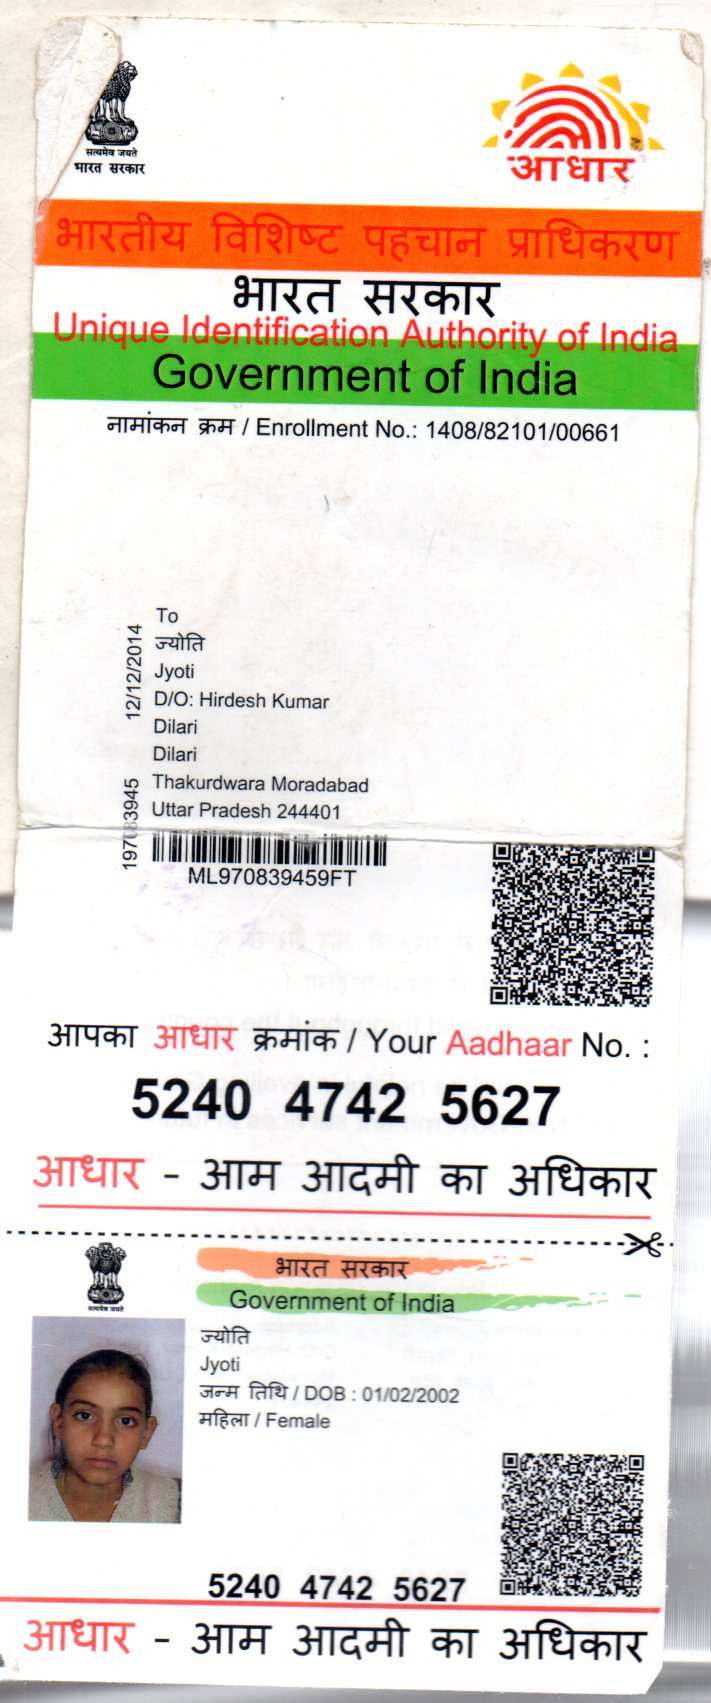 सत्यमेव जयते
भारत सरकार
आधार
भारतीय विशिष्ट पहचान प्राधिकरण
भारत सरकार
Unique Identification Authority of India
Government of India
नामांकन क्रम / Enrollment No.: 1408/82101/00661
To
ज्योति
Jyoti
D/O: Hirdesh Kumar
Dilari
Dilari
Thakurdwara Moradabad
Uttar Pradesh 244401
12/12/2014
ML970839459FT
आपका आधार क्रमांक / Your Aadhaar No. :
5240 4742 5627
आधार - आम आदमी का अधिकार
सत्यमेव जयते
भारत सरकार
Government of India
ज्योति
Jyoti
जन्म तिथि / DOB : 01/02/2002
महिला / Female
5240 4742 5627
आधार - आम आदमी का अधिकार